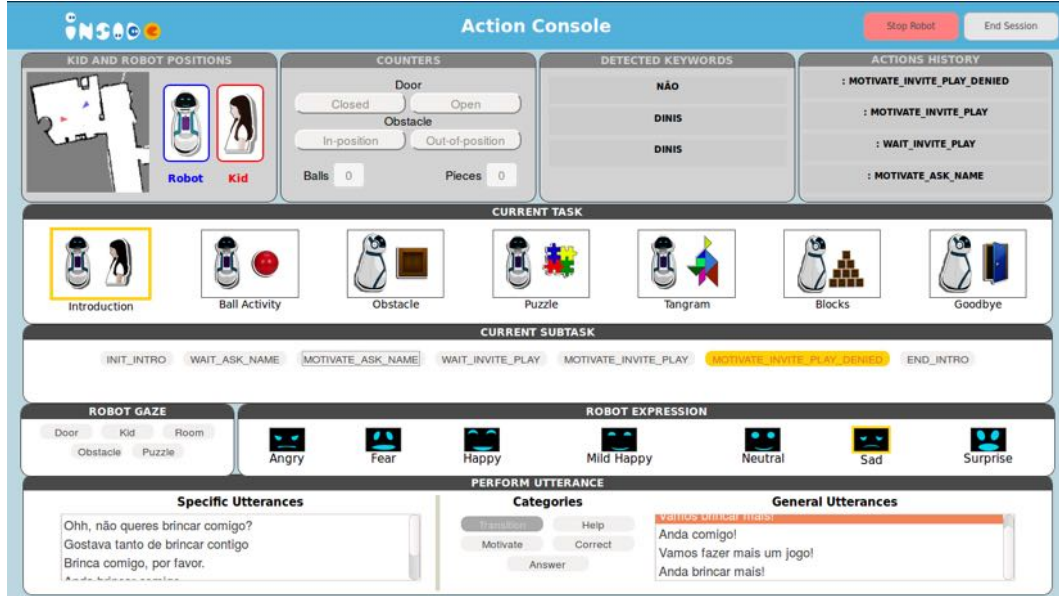 INSIDE
Action Console
Stop Robot
End Session
KID AND ROBOT POSITIONS
Robot
Kid
COUNTERS
Door
Closed
Open
Obstacle
In-position
Out-of-position
Balls 0
Pieces 0
DETECTED KEYWORDS
NÃO
DINIS
DINIS
ACTIONS HISTORY
: MOTIVATE_INVITE_PLAY_DENIED
: MOTIVATE_INVITE_PLAY
: WAIT_INVITE_PLAY
: MOTIVATE_ASK_NAME
CURRENT TASK
Introduction
Ball Activity
Obstacle
Puzzle
Tangram
Blocks
Goodbye
CURRENT SUBTASK
INIT_INTRO
WAIT_ASK_NAME
MOTIVATE_ASK_NAME
WAIT_INVITE_PLAY
MOTIVATE_INVITE_PLAY
MOTIVATE_INVITE_PLAY_DENIED
END_INTRO
ROBOT GAZE
Door
Kid
Room
Obstacle
Puzzle
ROBOT EXPRESSION
Angry
Fear
Happy
Mild Happy
Neutral
Sad
Surprise
PERFORM UTTERANCE
Specific Utterances
Ohh, não queres brincar comigo?
Gostava tanto de brincar contigo
Brinca comigo, por favor.
Anda brincar comigo
Categories
Transition
Help
Motivate
Correct
Answer
General Utterances
Vamos brincar mais!
Anda comigo!
Vamos fazer mais um jogo!
Anda brincar mais!